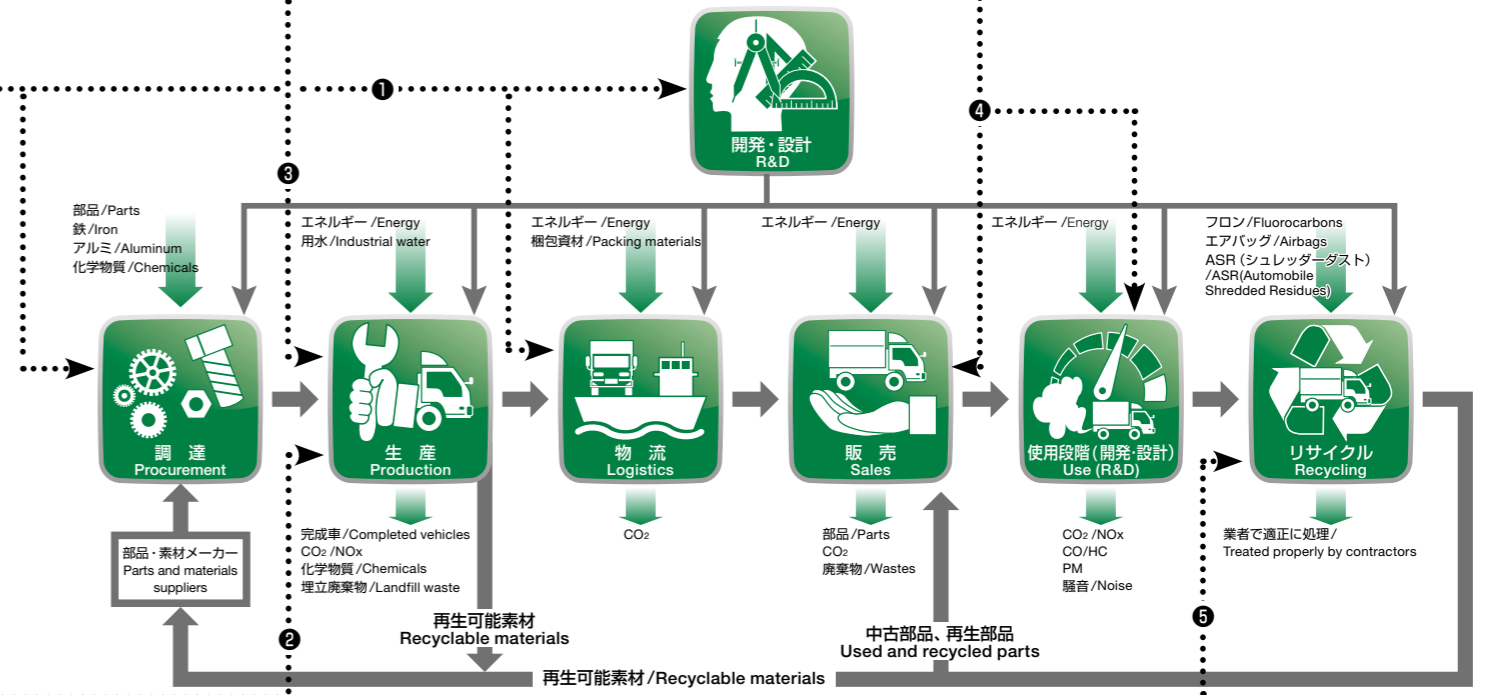 ❶
❹
❸
開発・設計
R&D
部品/Parts
鉄/Iron
アルミ/Aluminum
化学物質/Chemicals
エネルギー/Energy
用水/Industrial water
エネルギー/Energy
梱包資材/Packing materials
エネルギー/Energy
エネルギー/Energy
フロン/Fluorocarbons
エアバッグ/Airbags
ASR（シュレッダーダスト）
/ASR(Automobile
Shredded Residues)
調 達
Procurement
生 産
Production
物 流
Logistics
販 売
Sales
使用段階(開発・設計)
Use (R&D)
リサイクル
Recycling
部品・素材メーカー
Parts and materials
suppliers
完成車/Completed vehicles
CO₂/NOx
化学物質/Chemicals
埋立廃棄物/Landfill waste
CO₂
部品/Parts
CO₂
廃棄物/Wastes
CO₂/NOx
CO/HC
PM
騒音/Noise
業者で適正に処理/
Treated properly by contractors
❷
再生可能素材
Recyclable materials
中古部品、再生部品
Used and recycled parts
❺
再生可能素材/Recyclable materials